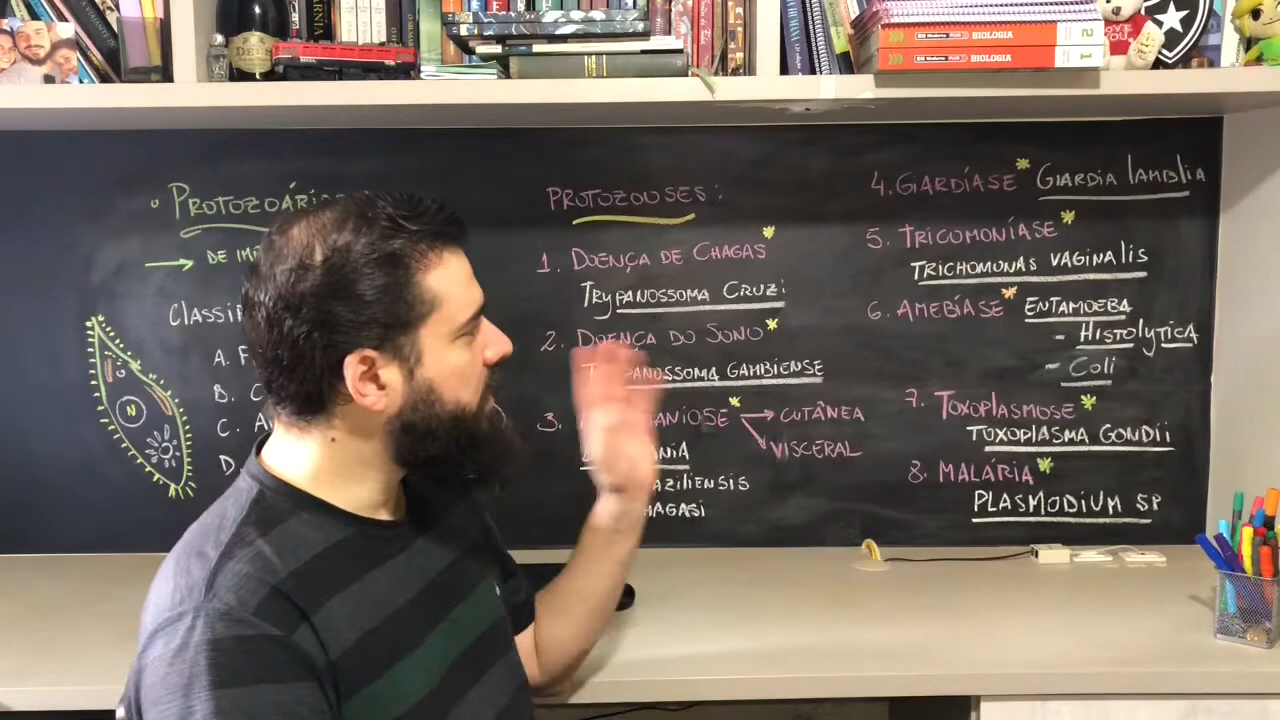 BIOLOGIA 2
BIOLOGIA 1
DE IM
CLASSIF
A. F
B. C
C. A
D.
N
PROTOZOOSES:
1. DOENÇA DE CHAGAS
TRYPANOSSOMA CRUZI
2. DOENÇA DO SONO
PANOSSOMA GAMBIENSE
3. ANIOSE → CUTÂNEA
VISCERAL
AZILIENSIS
HAGASI
4. GIARDÍASE GIARDIA LAMBLIA
5. TRICOMONÍASE
TRICHOMONAS VAGINALIS
6. AMEBÍASE ENTAMOEBA
- HISTOLYTICA
- COLI
7. TOXOPLASMOSE
TOXOPLASMA GONDII
8. MALÁRIA
PLASMODIUM SP